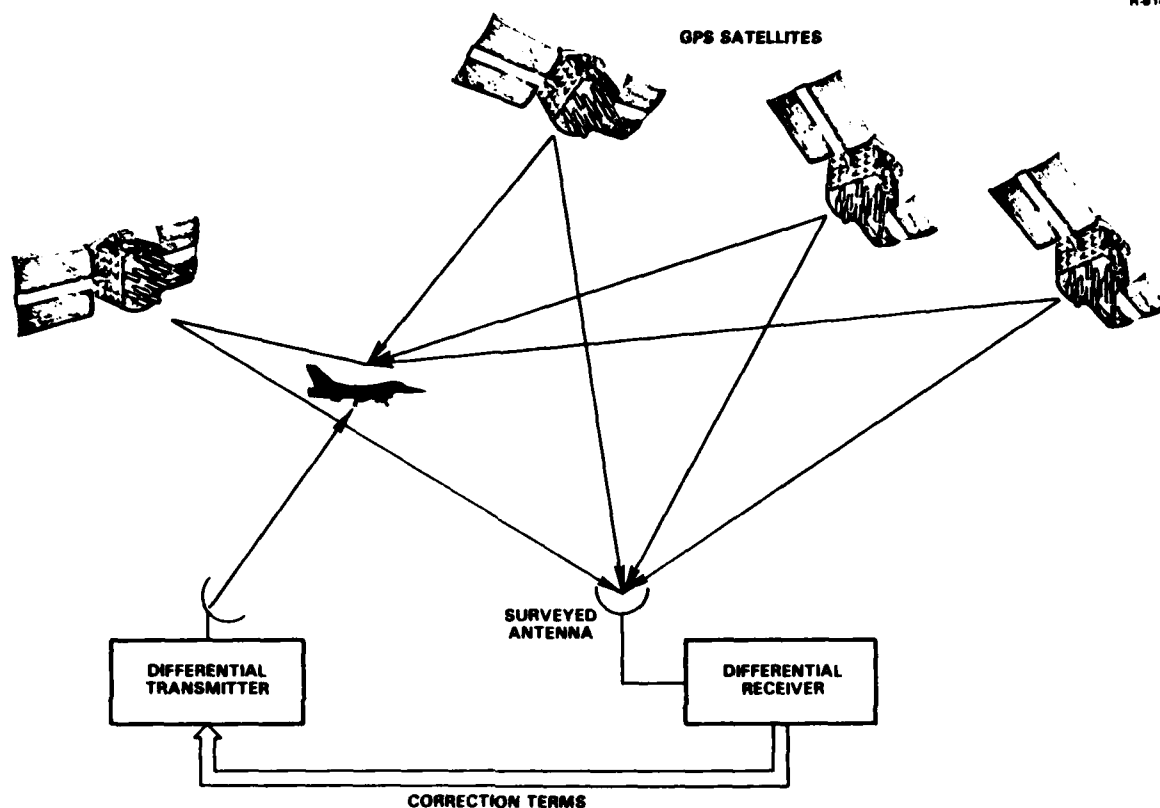 GPS SATELLITES
SURVEYED
ANTENNA
DIFFERENTIAL
TRANSMITTER
DIFFERENTIAL
RECEIVER
CORRECTION TERMS